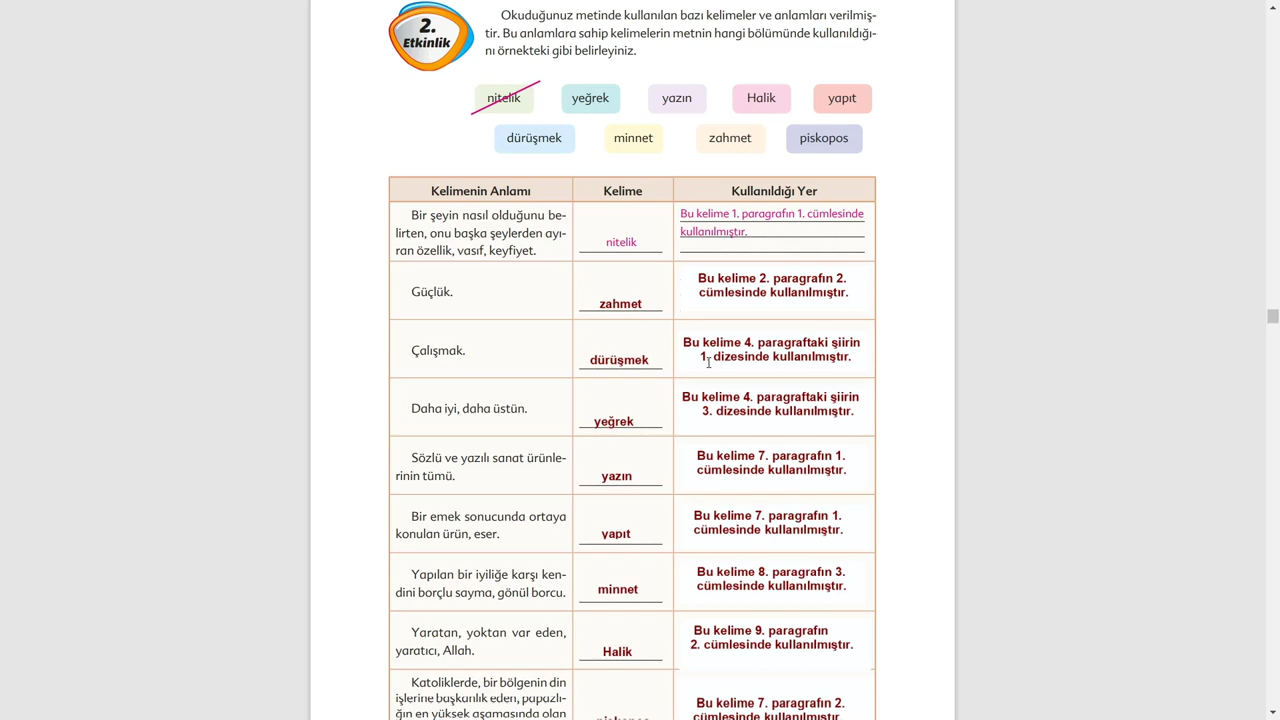 2.
Etkinlik
Okuduğunuz metinde kullanılan bazı kelimeler ve anlamları verilmiş-
tir. Bu anlamlara sahip kelimelerin metnin hangi bölümünde kullanıldığı-
nı örnekteki gibi belirleyiniz.
nitelik yeğrek yazın Halik yapıt
dürüşmek minnet zahmet piskopos
Kelimenin Anlamı Kelime Kullanıldığı Yer
Bir şeyin nasıl olduğunu be-
lirten, onu başka şeylerden ayı-
ran özellik, vasıf, keyfiyet.
nitelik
Bu kelime 1. paragrafın 1. cümlesinde
kullanılmıştır.
Güçlük.
zahmet
Bu kelime 2. paragrafın 2.
cümlesinde kullanılmıştır.
Çalışmak.
dürüşmek
Bu kelime 4. paragraftaki şiirin
1. dizesinde kullanılmıştır.
Daha iyi, daha üstün.
yeğrek
Bu kelime 4. paragraftaki şiirin
3. dizesinde kullanılmıştır.
Sözlü ve yazılı sanat ürünle-
rinin tümü.
yazın
Bu kelime 7. paragrafın 1.
cümlesinde kullanılmıştır.
Bir emek sonucunda ortaya
konulan ürün, eser.
yapıt
Bu kelime 7. paragrafın 1.
cümlesinde kullanılmıştır.
Yapılan bir iyiliğe karşı ken-
dini borçlu sayma, gönül borcu.
minnet
Bu kelime 8. paragrafın 3.
cümlesinde kullanılmıştır.
Yaratan, yoktan var eden,
yaratıcı, Allah.
Halik
Bu kelime 9. paragrafın
2. cümlesinde kullanılmıştır.
Katoliklerde, bir bölgenin din
işlerine başkanlık eden, papazlı-
ğın en yüksek aşamasında olan
piskopos
Bu kelime 7. paragrafın 2.
cümlesinde kullanılmıştır.